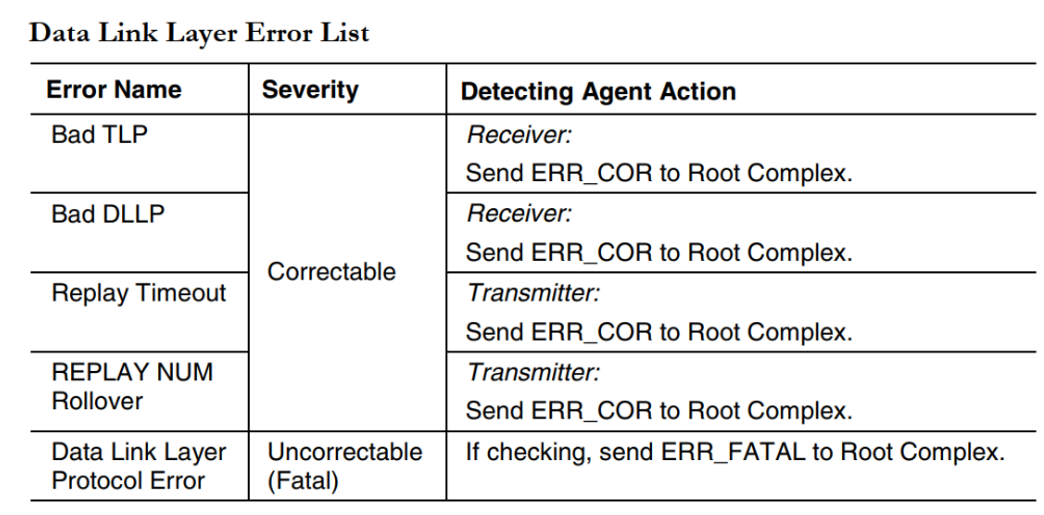 Data Link Layer Error List
Error Name Severity Detecting Agent Action
Bad TLP
Receiver:
Send ERR_COR to Root Complex.
Bad DLLP
Receiver:
Send ERR_COR to Root Complex.
Correctable
Replay Timeout
Transmitter:
Send ERR_COR to Root Complex.
REPLAY NUM
Rollover
Transmitter:
Send ERR_COR to Root Complex.
Data Link Layer
Protocol Error
Uncorrectable
(Fatal)
If checking, send ERR_FATAL to Root Complex.